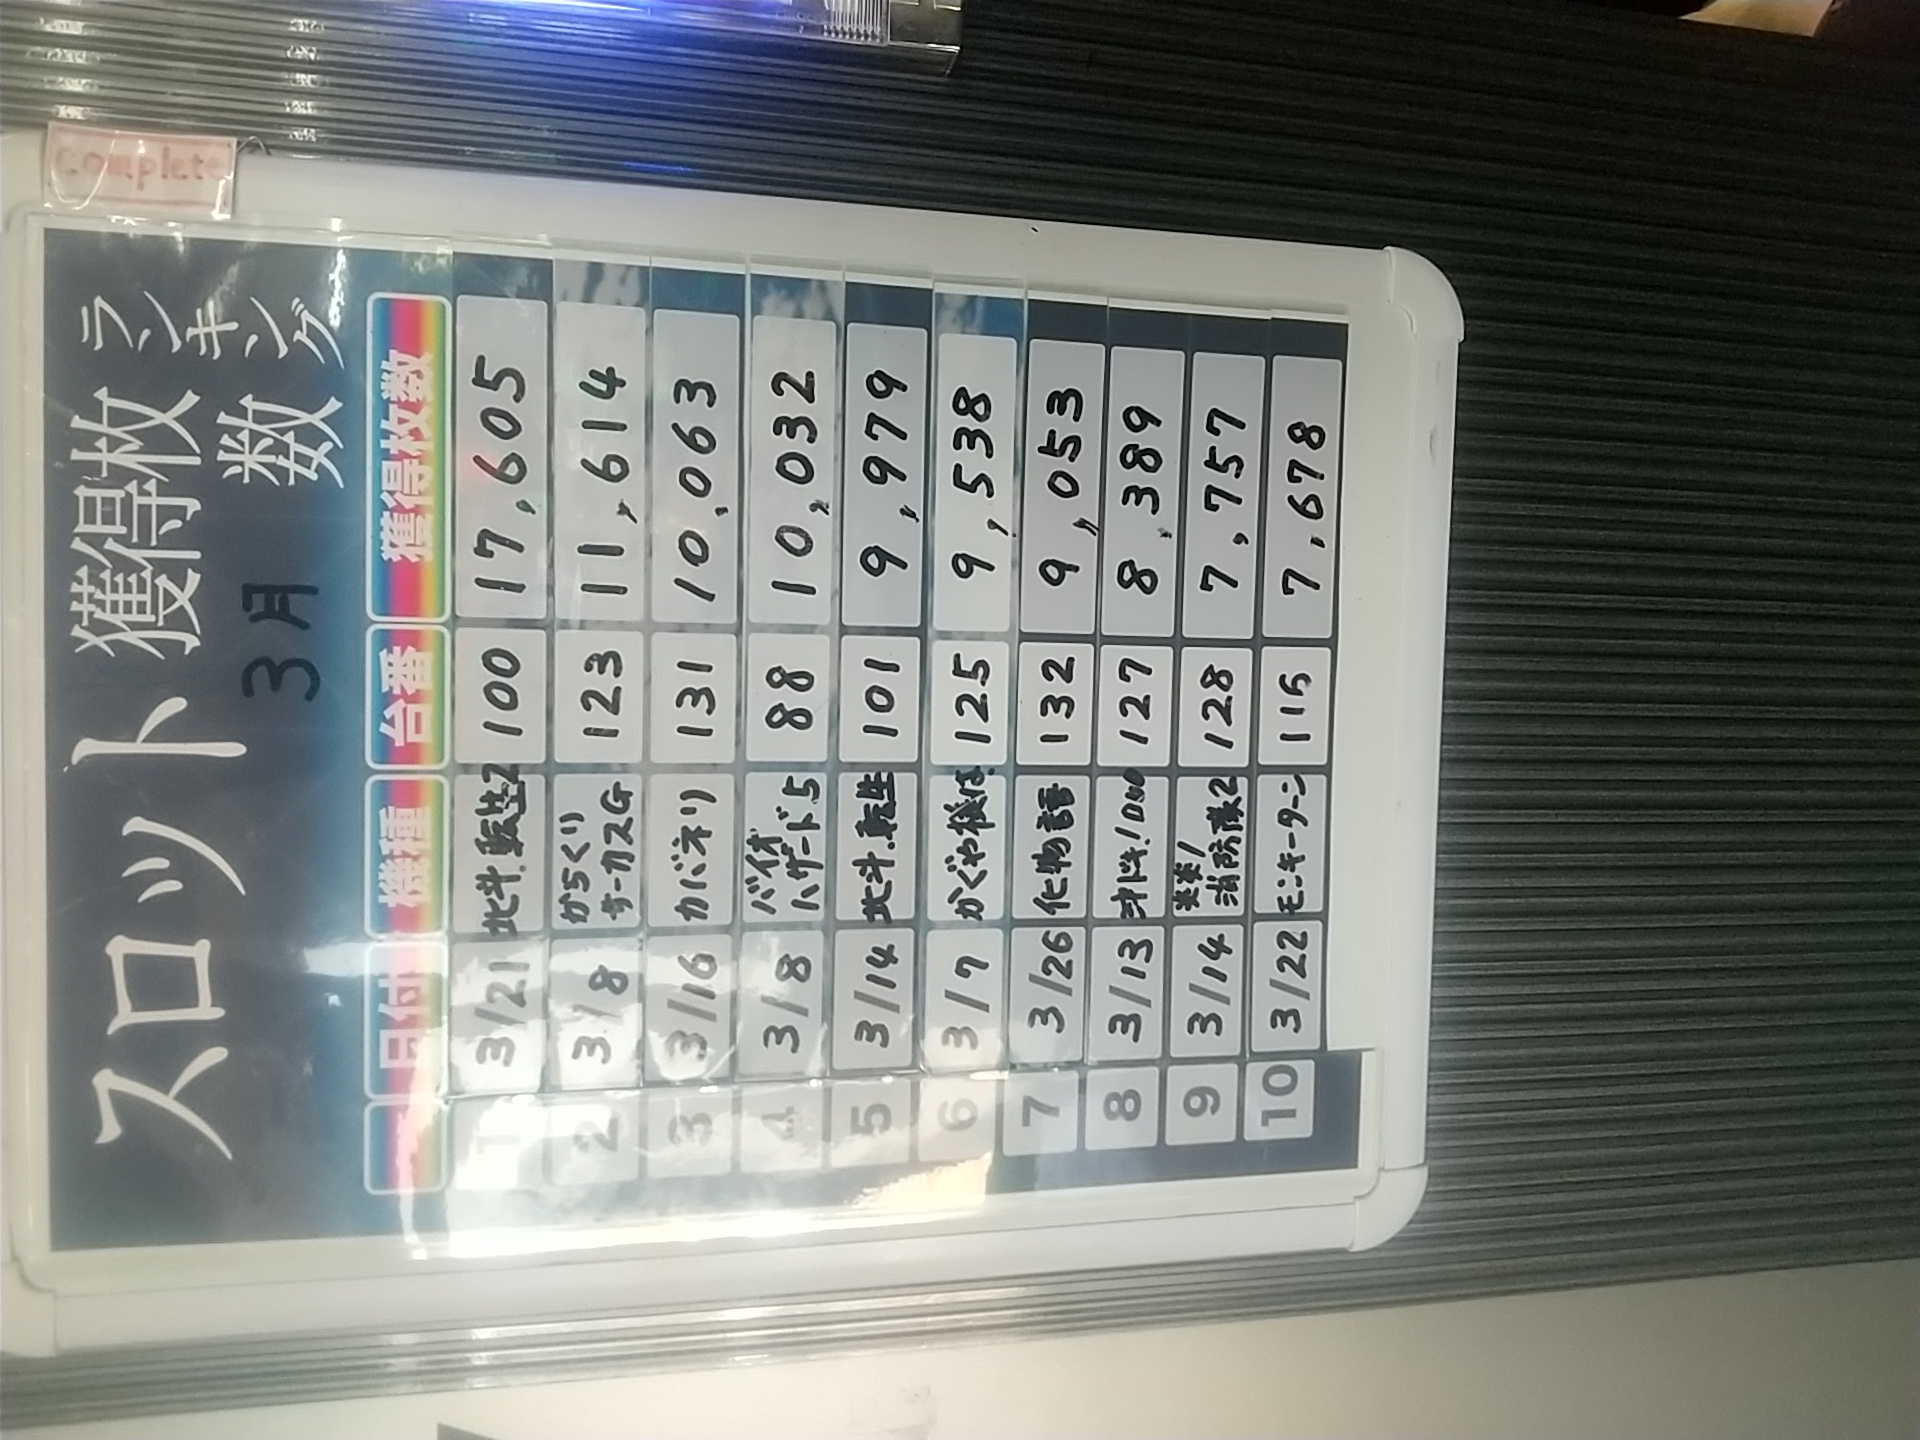 complete
スロット獲得枚数ランキング
3月
日付 機種 台番 獲得枚数
1 3/21 北斗.転生2 100 17,605
2 3/8 からくりサーカスG 123 11,614
3 3/16 カバネリ 131 10,063
4 3/8 バイオハザード5 88 10,032
5 3/14 北斗.転生 101 9,979
6 3/7 かぐや様は. 125 9,538
7 3/26 化物語 132 9,053
8 3/13 127 8,389
9 3/14 炎炎ノ消防隊2 128 7,757
10 3/22 モンキーターン 115 7,678